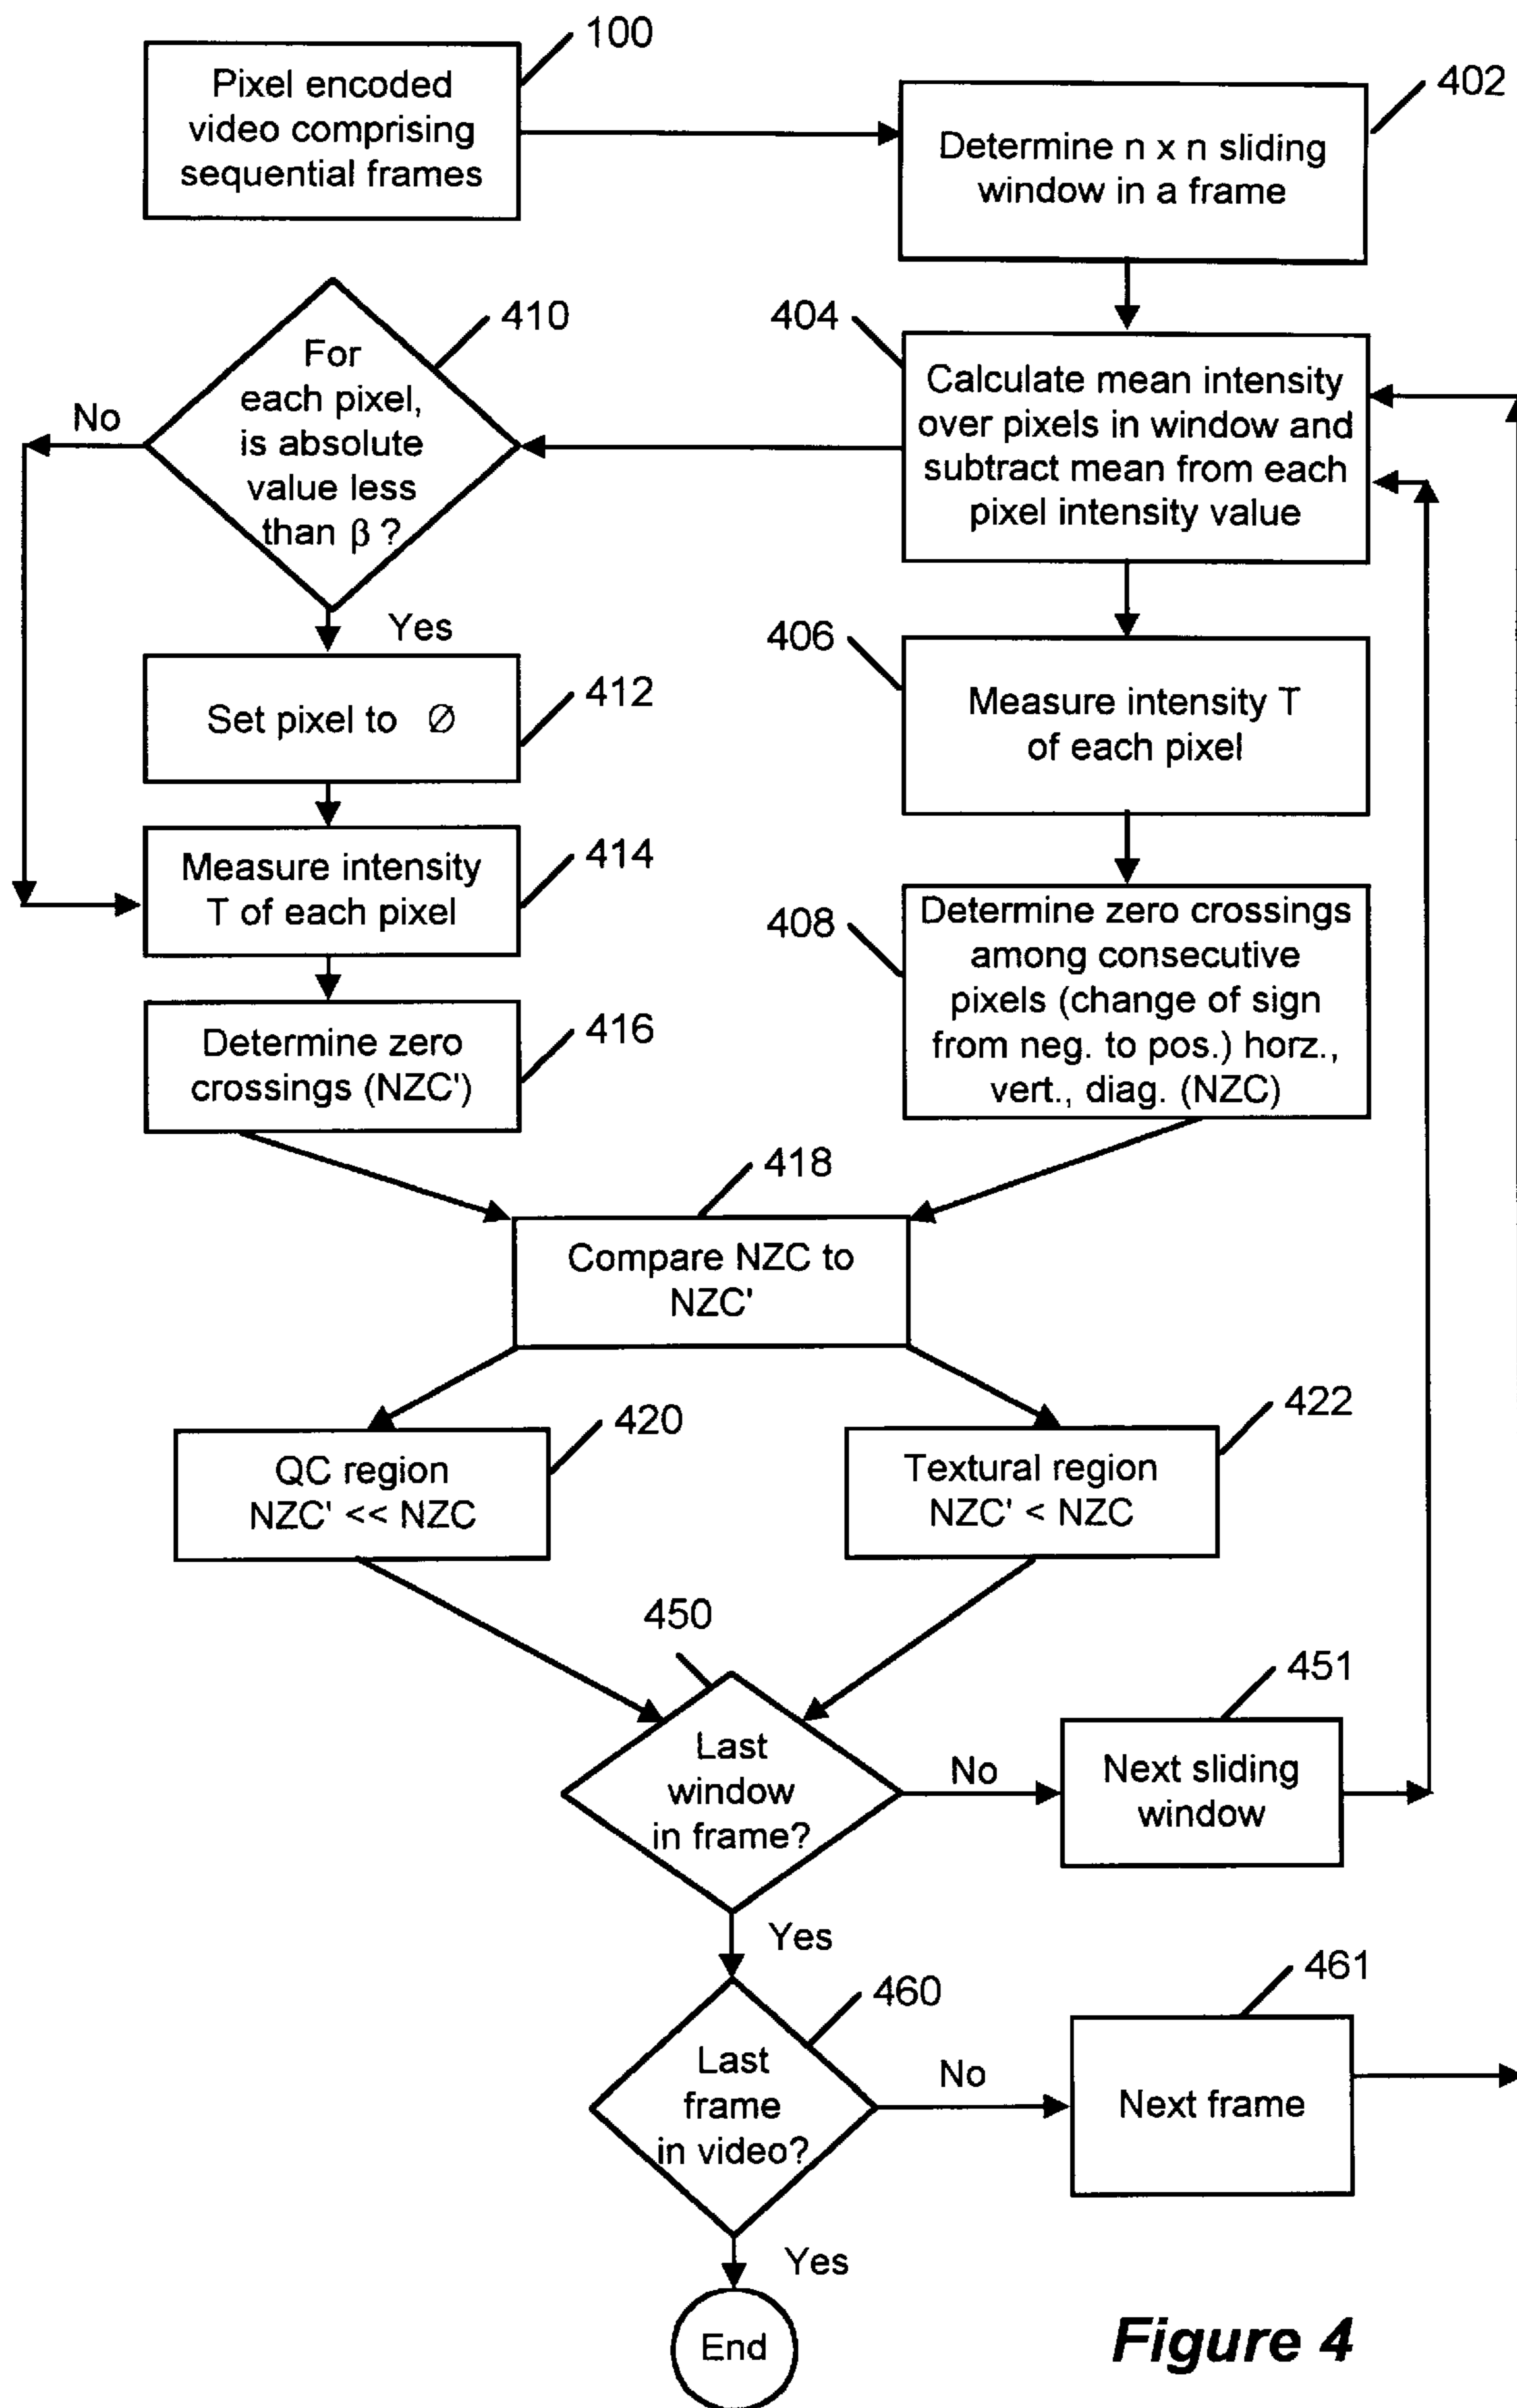 100
Pixel encoded
video comprising
sequential frames
402
Determine n x n sliding
window in a frame
410
For
each pixel,
is absolute
value less
than β ?
No
Yes
404
Calculate mean intensity
over pixels in window and
subtract mean from each
pixel intensity value
412
Set pixel to Ø
406
Measure intensity T
of each pixel
414
Measure intensity
T of each pixel
408
Determine zero crossings
among consecutive
pixels (change of sign
from neg. to pos.) horz.,
vert., diag. (NZC)
416
Determine zero
crossings (NZC')
418
Compare NZC to
NZC'
420
QC region
NZC' << NZC
422
Textural region
NZC' < NZC
450
Last
window
in frame?
No
451
Next sliding
window
Yes
460
Last
frame
in video?
No
461
Next frame
Yes
End
Figure 4